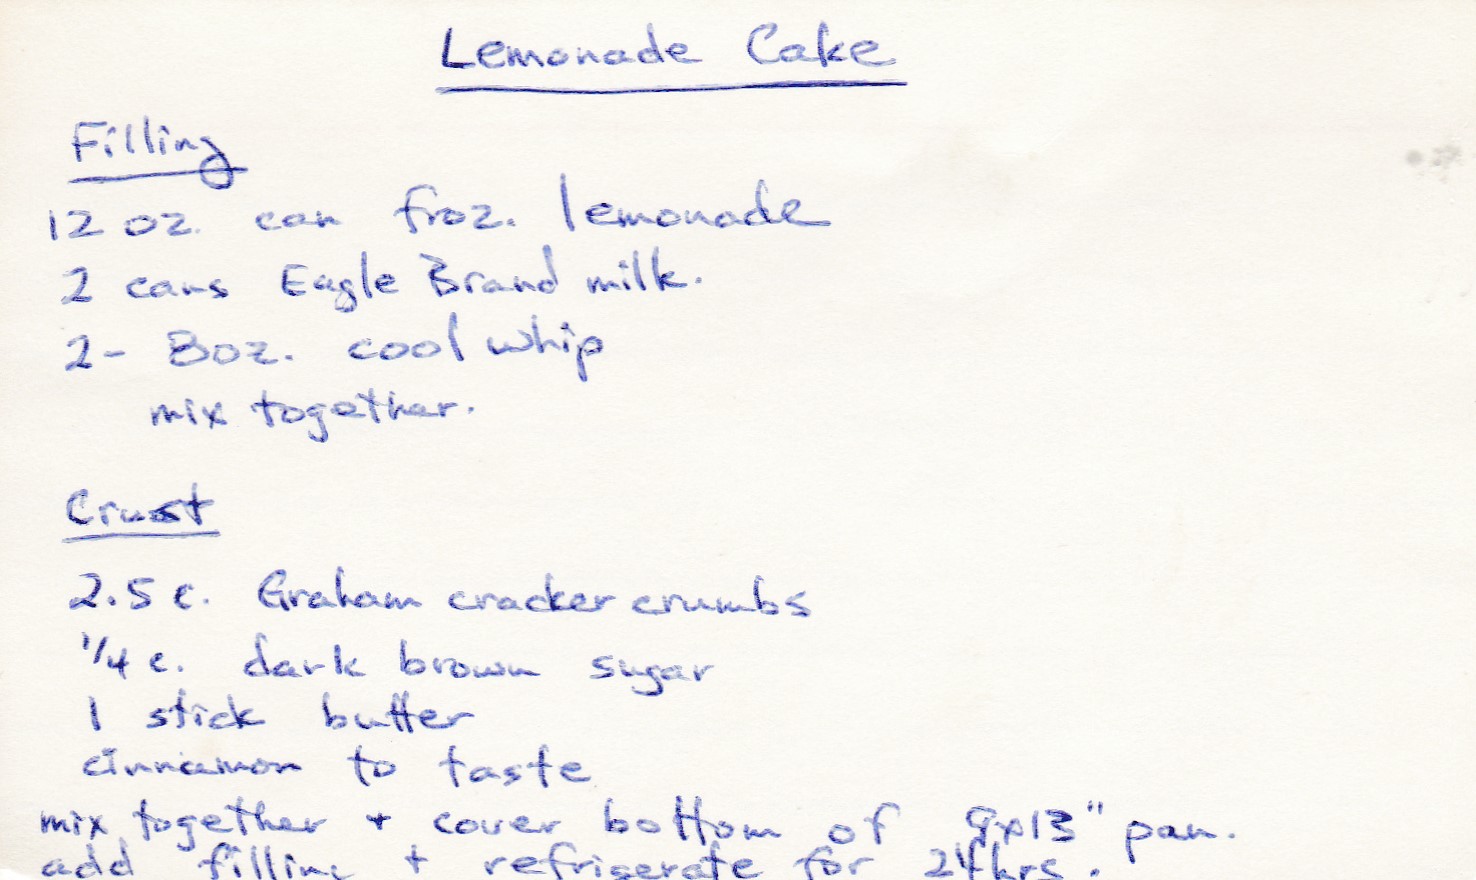 Lemonade Cake
Filling
12 oz. can froz. lemonade
2 cans Eagle Brand milk.
2- 8oz. cool whip
mix together.
Crust
2.5 c. Graham cracker crumbs
1/4 c. dark brown sugar
1 stick butter
cinnamon to taste
mix together + cover bottom of 9x13" pan.
add filling + refrigerate for 24hrs.